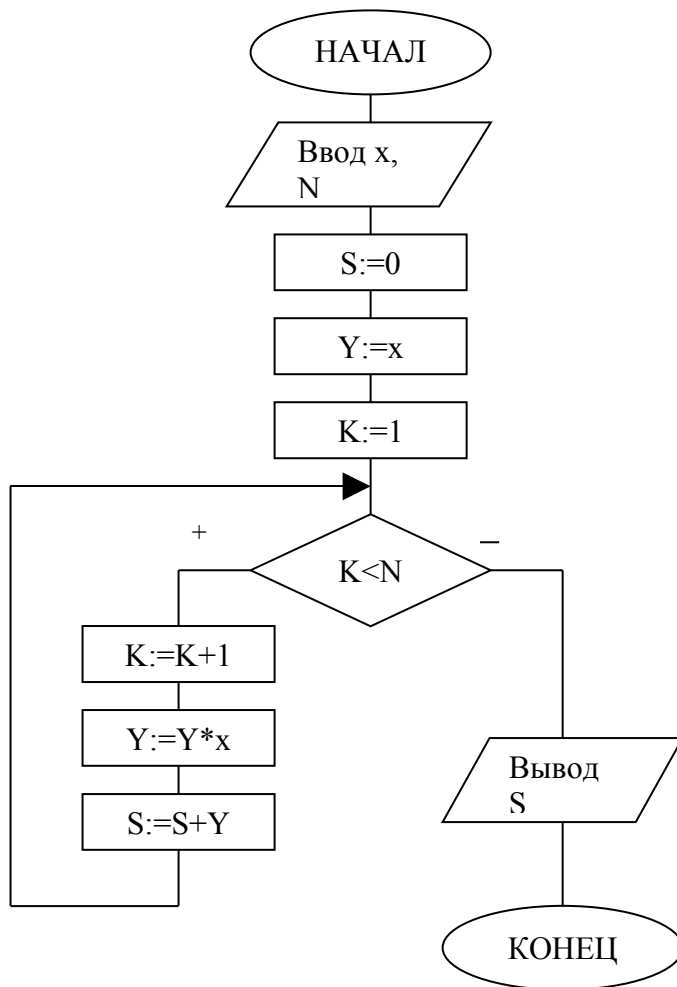 НАЧАЛ
Ввод x,
N
S:=0
Y:=x
K:=1
+
–
K<N
K:=K+1
Y:=Y*x
S:=S+Y
Вывод
S
КОНЕЦ